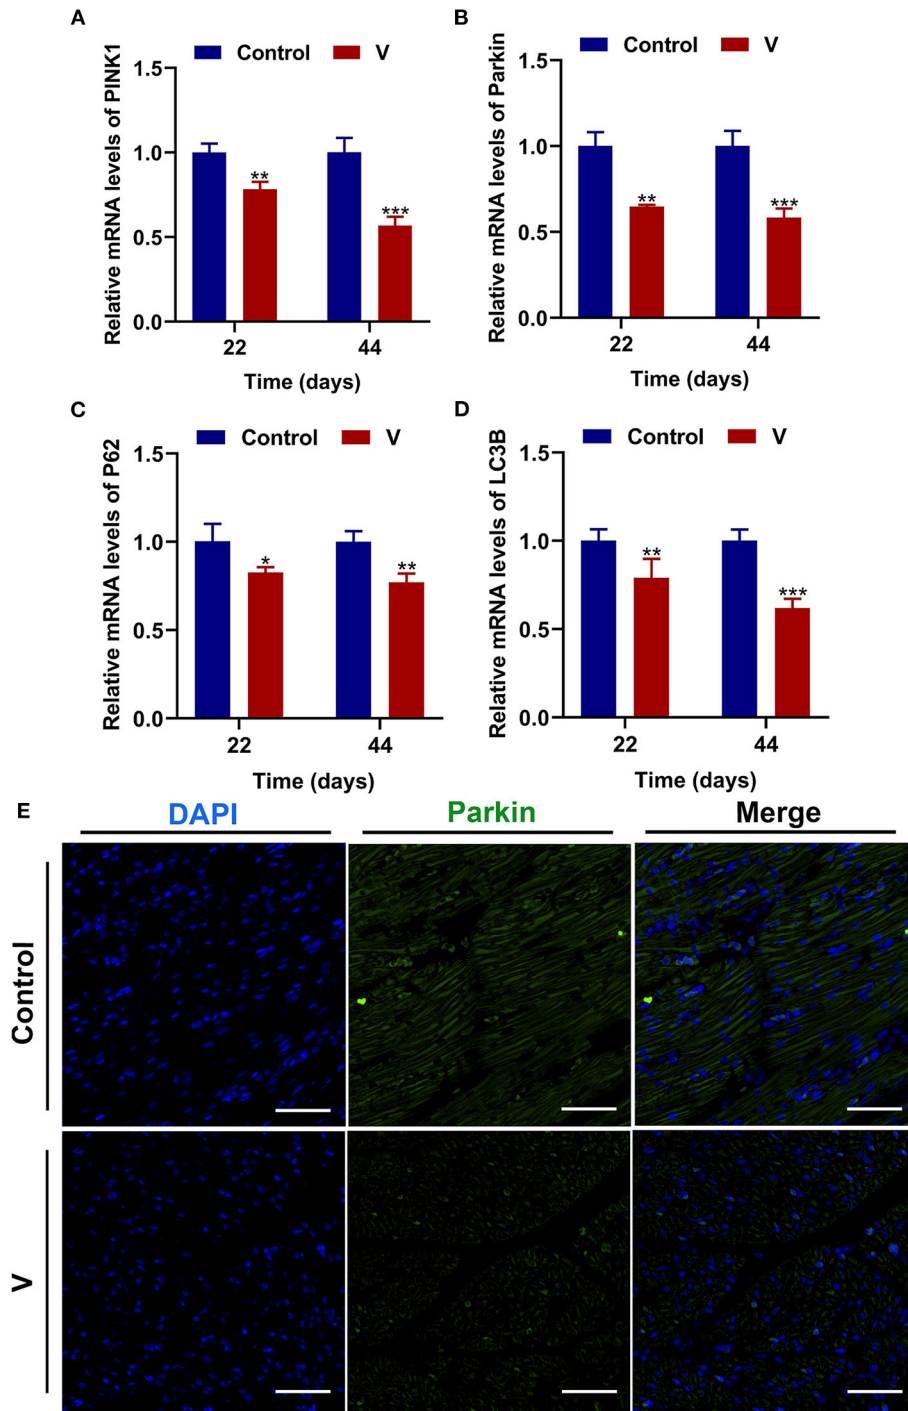 A
Control V
Relative mRNA levels of PINK1
1.5
1.0
0.5
0.0
** ***
22 44
Time (days)
B
Control V
Relative mRNA levels of Parkin
1.5
1.0
0.5
0.0
** ***
22 44
Time (days)
C
Control V
Relative mRNA levels of P62
1.5
1.0
0.5
0.0
* **
22 44
Time (days)
D
Control V
Relative mRNA levels of LC3B
1.5
1.0
0.5
0.0
** ***
22 44
Time (days)
E
DAPI Parkin Merge
Control
V